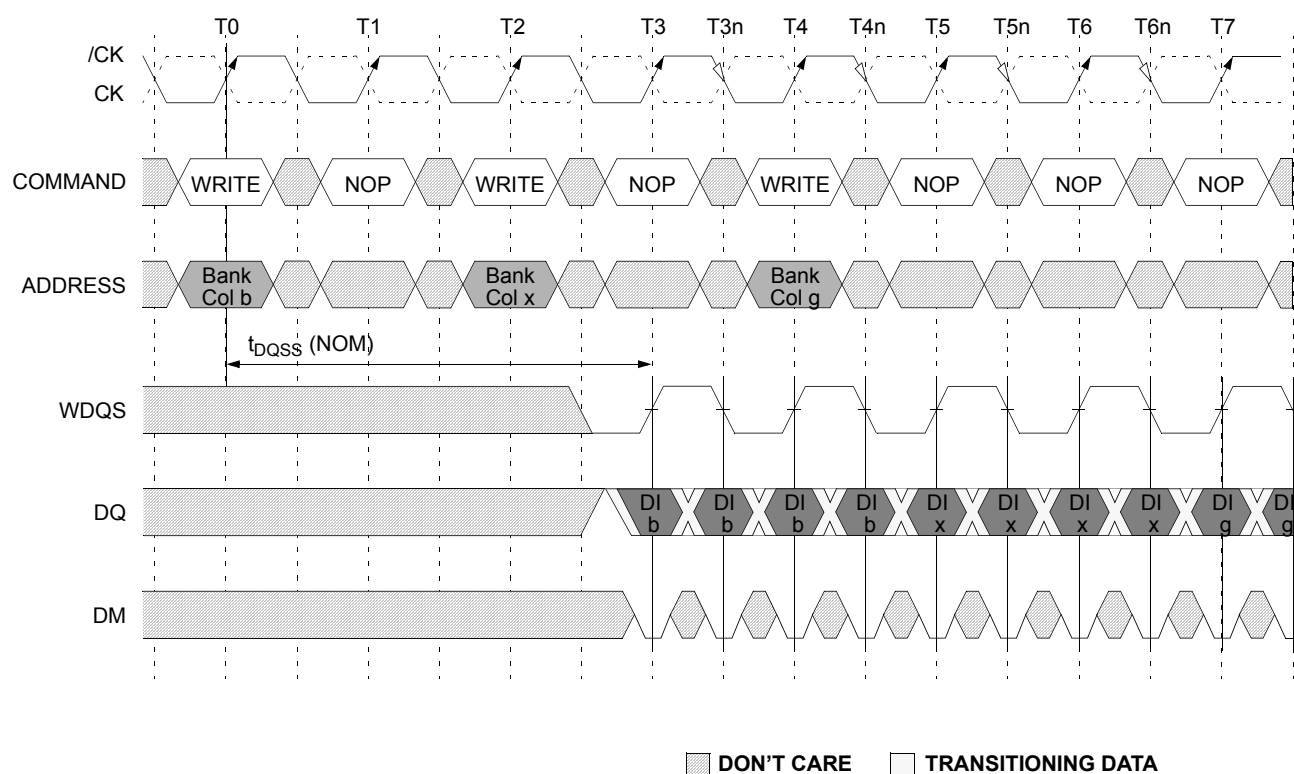 T0 T1 T2 T3 T3n T4 T4n T5 T5n T6 T6n T7
/CK
CK
COMMAND WRITE NOP WRITE NOP WRITE NOP NOP NOP
ADDRESS Bank Col b Bank Col x Bank Col g
tDQSS (NOM)
WDQS
DQ DI b DI b DI b DI b DI x DI x DI x DI x DI g DI g
DM
DON'T CARE TRANSITIONING DATA